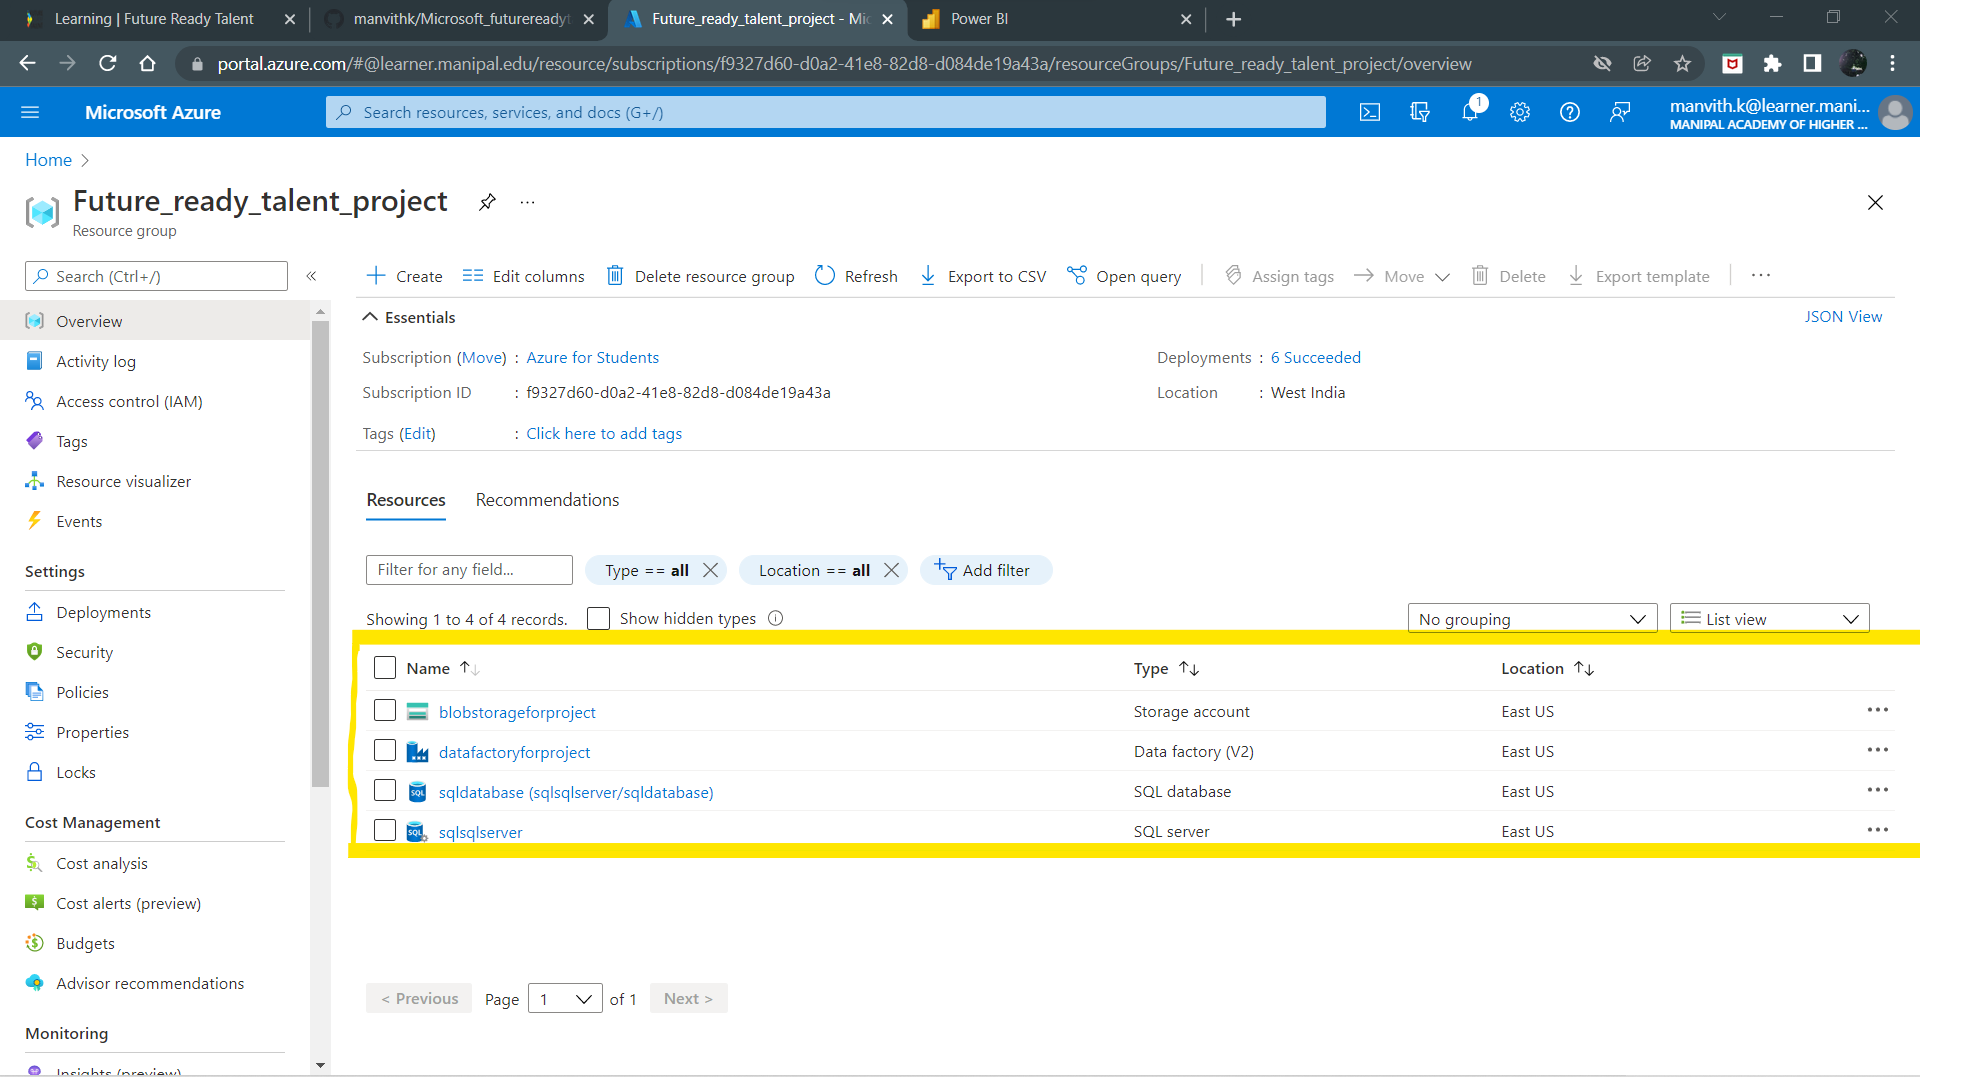 Learning | Future Ready Talent
manvithk/Microsoft_futurereadyt
Future_ready_talent_project - Mic
Power BI
portal.azure.com/#@learner.manipal.edu/resource/subscriptions/f9327d60-d0a2-41e8-82d8-d084de19a43a/resourceGroups/Future_ready_talent_project/overview
Microsoft Azure
Search resources, services, and docs (G+/)
1
manvith.k@learner.mani...
MANIPAL ACADEMY OF HIGHER ...
Home
Future_ready_talent_project
...
Resource group
Search (Ctrl+/)
«
Overview
Activity log
Access control (IAM)
Tags
Resource visualizer
Events
Settings
Deployments
Security
Policies
Properties
Locks
Cost Management
Cost analysis
Cost alerts (preview)
Budgets
Advisor recommendations
Monitoring
Insights (preview)
Create
Edit columns
Delete resource group
Refresh
Export to CSV
Open query
Assign tags
Move
Delete
Export template
...
Essentials
JSON View
Subscription (Move) : Azure for Students
Deployments : 6 Succeeded
Subscription ID : f9327d60-d0a2-41e8-82d8-d084de19a43a
Location : West India
Tags (Edit) : Click here to add tags
Resources
Recommendations
Filter for any field...
Type == all
Location == all
Add filter
Showing 1 to 4 of 4 records.
Show hidden types
No grouping
List view
Name Type Location
blobstorageforproject Storage account East US
datafactoryforproject Data factory (V2) East US
SQL sqldatabase (sqlsqlserver/sqldatabase) SQL database East US
SQL sqlsqlserver SQL server East US
< Previous Page 1 of 1 Next >